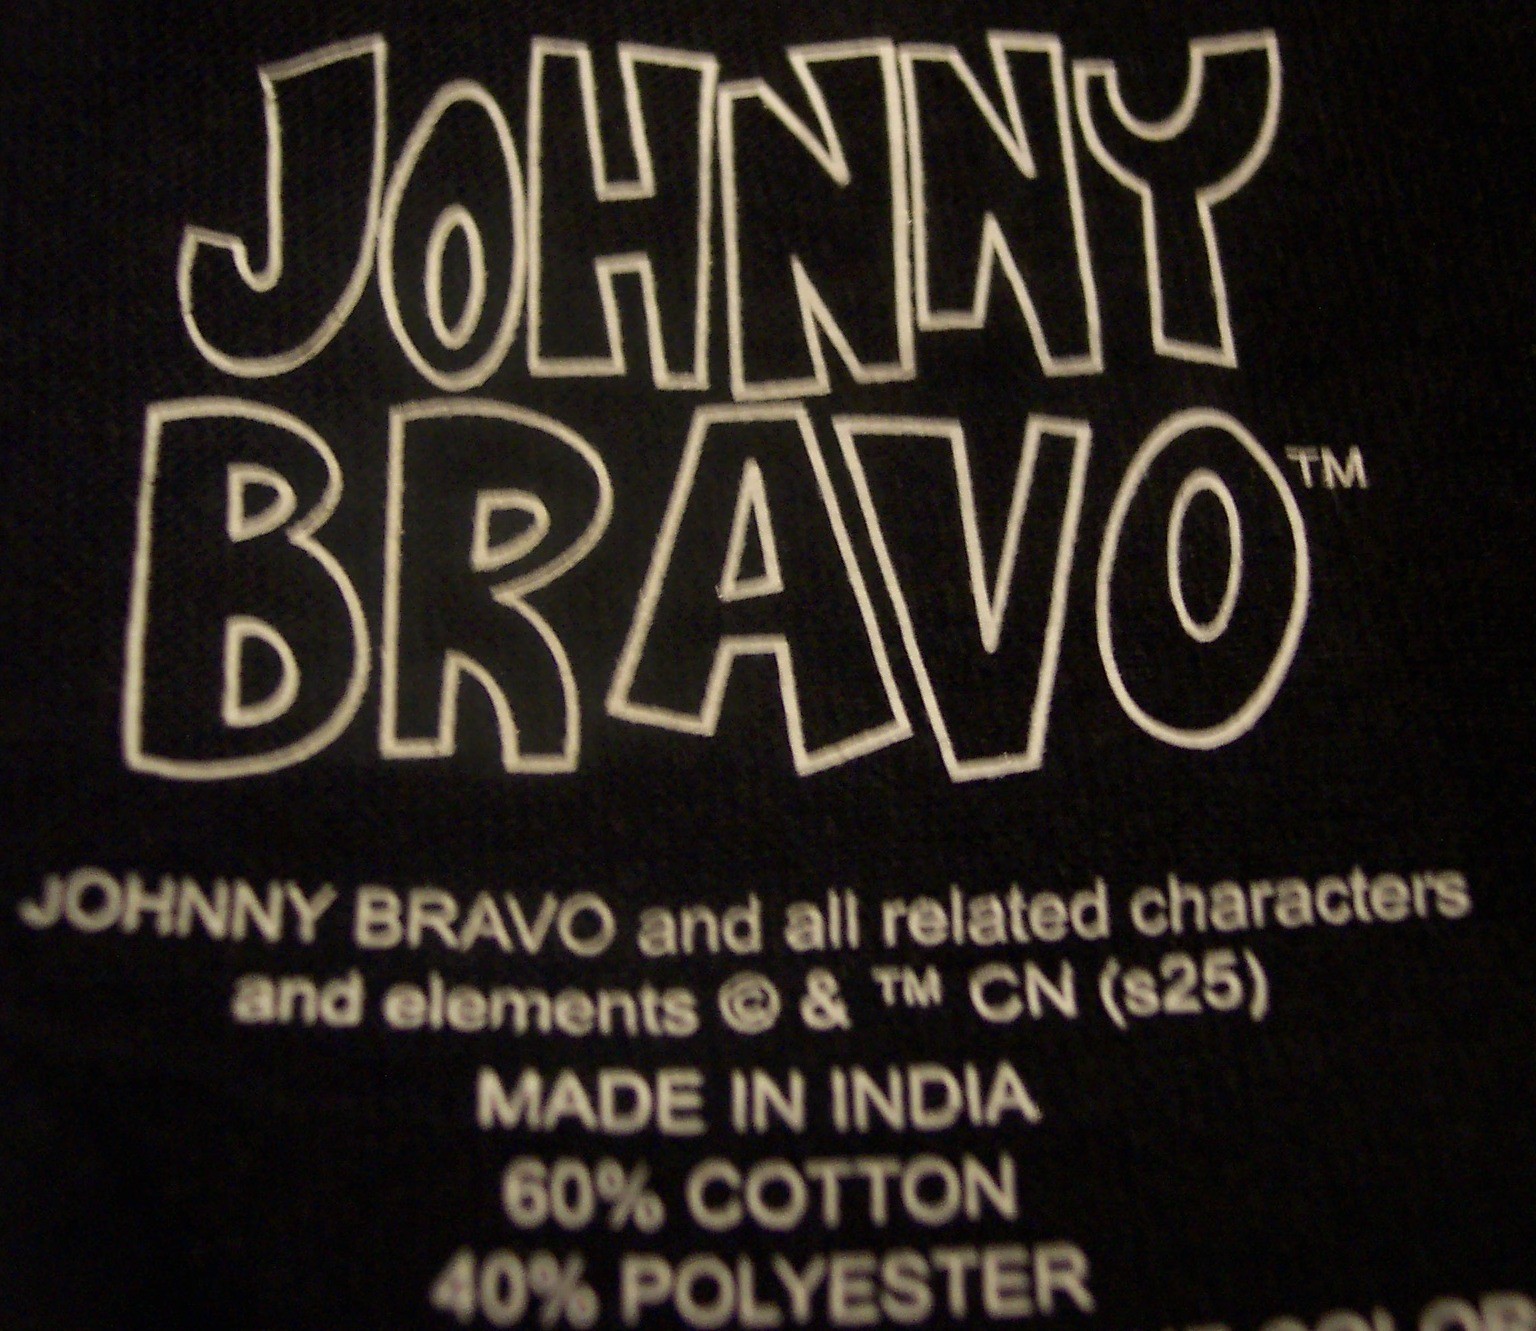 JOHNNY
BRAVO™
JOHNNY BRAVO and all related characters
and elements © & ™ CN (s25)
MADE IN INDIA
60% COTTON
40% POLYESTER